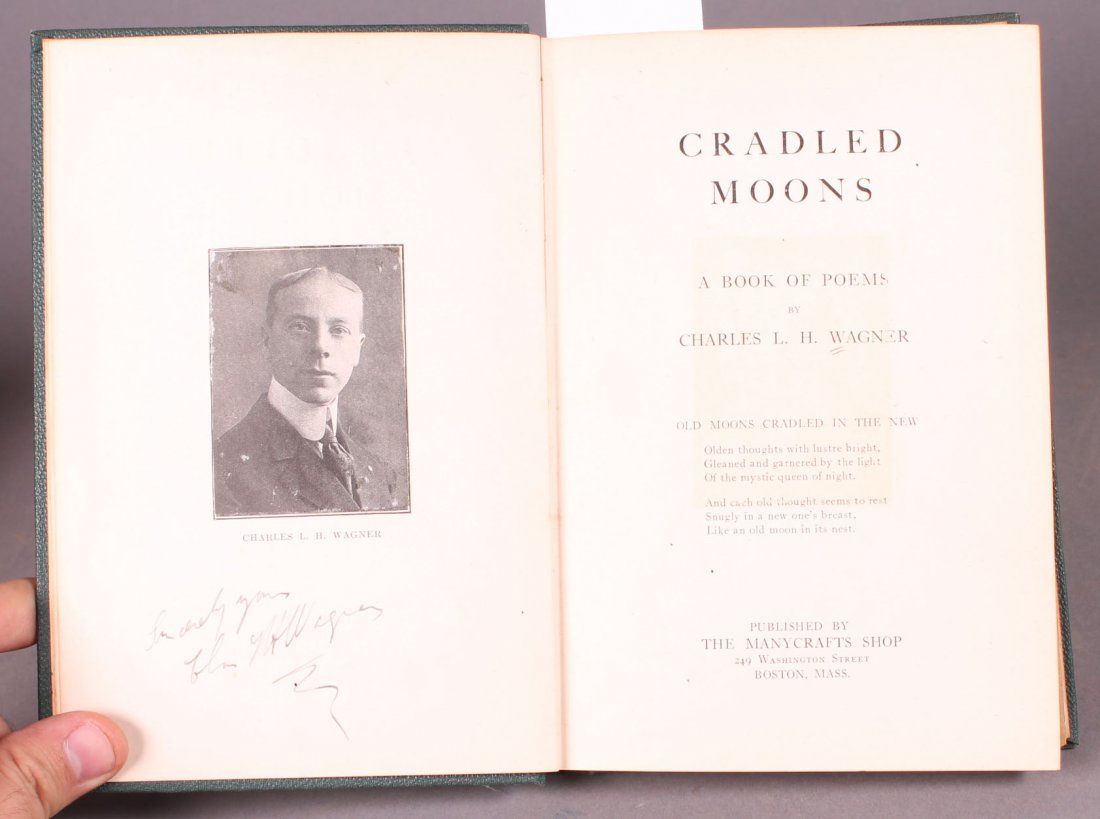 CHARLES L. H. WAGNER
Sincerely yours
Chas L H Wagner
CRADLED
MOONS
A BOOK OF POEMS
BY
CHARLES L. H. WAGNER
OLD MOONS CRADLED IN THE NEW
Olden thoughts with lustre bright,
Gleaned and garnered by the light
Of the mystic queen of night.
And each old thought seems to rest
Snugly in a new one's breast,
Like an old moon in its nest.
PUBLISHED BY
THE MANYCRAFTS SHOP
249 WASHINGTON STREET
BOSTON, MASS.